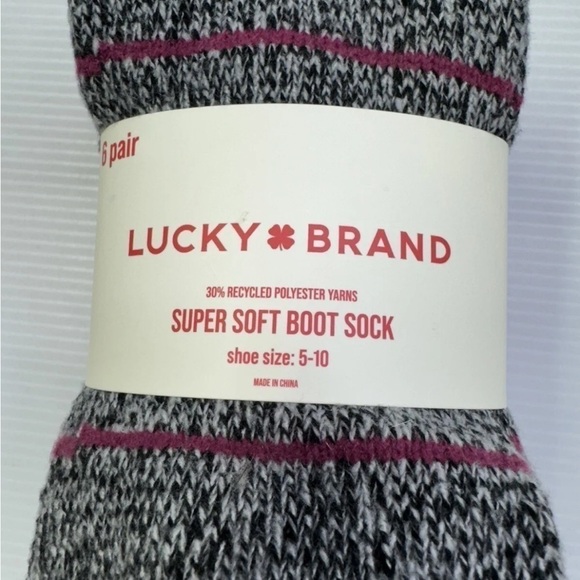 6 pair
LUCKY BRAND
30% RECYCLED POLYESTER YARNS
SUPER SOFT BOOT SOCK
shoe size: 5-10
MADE IN CHINA